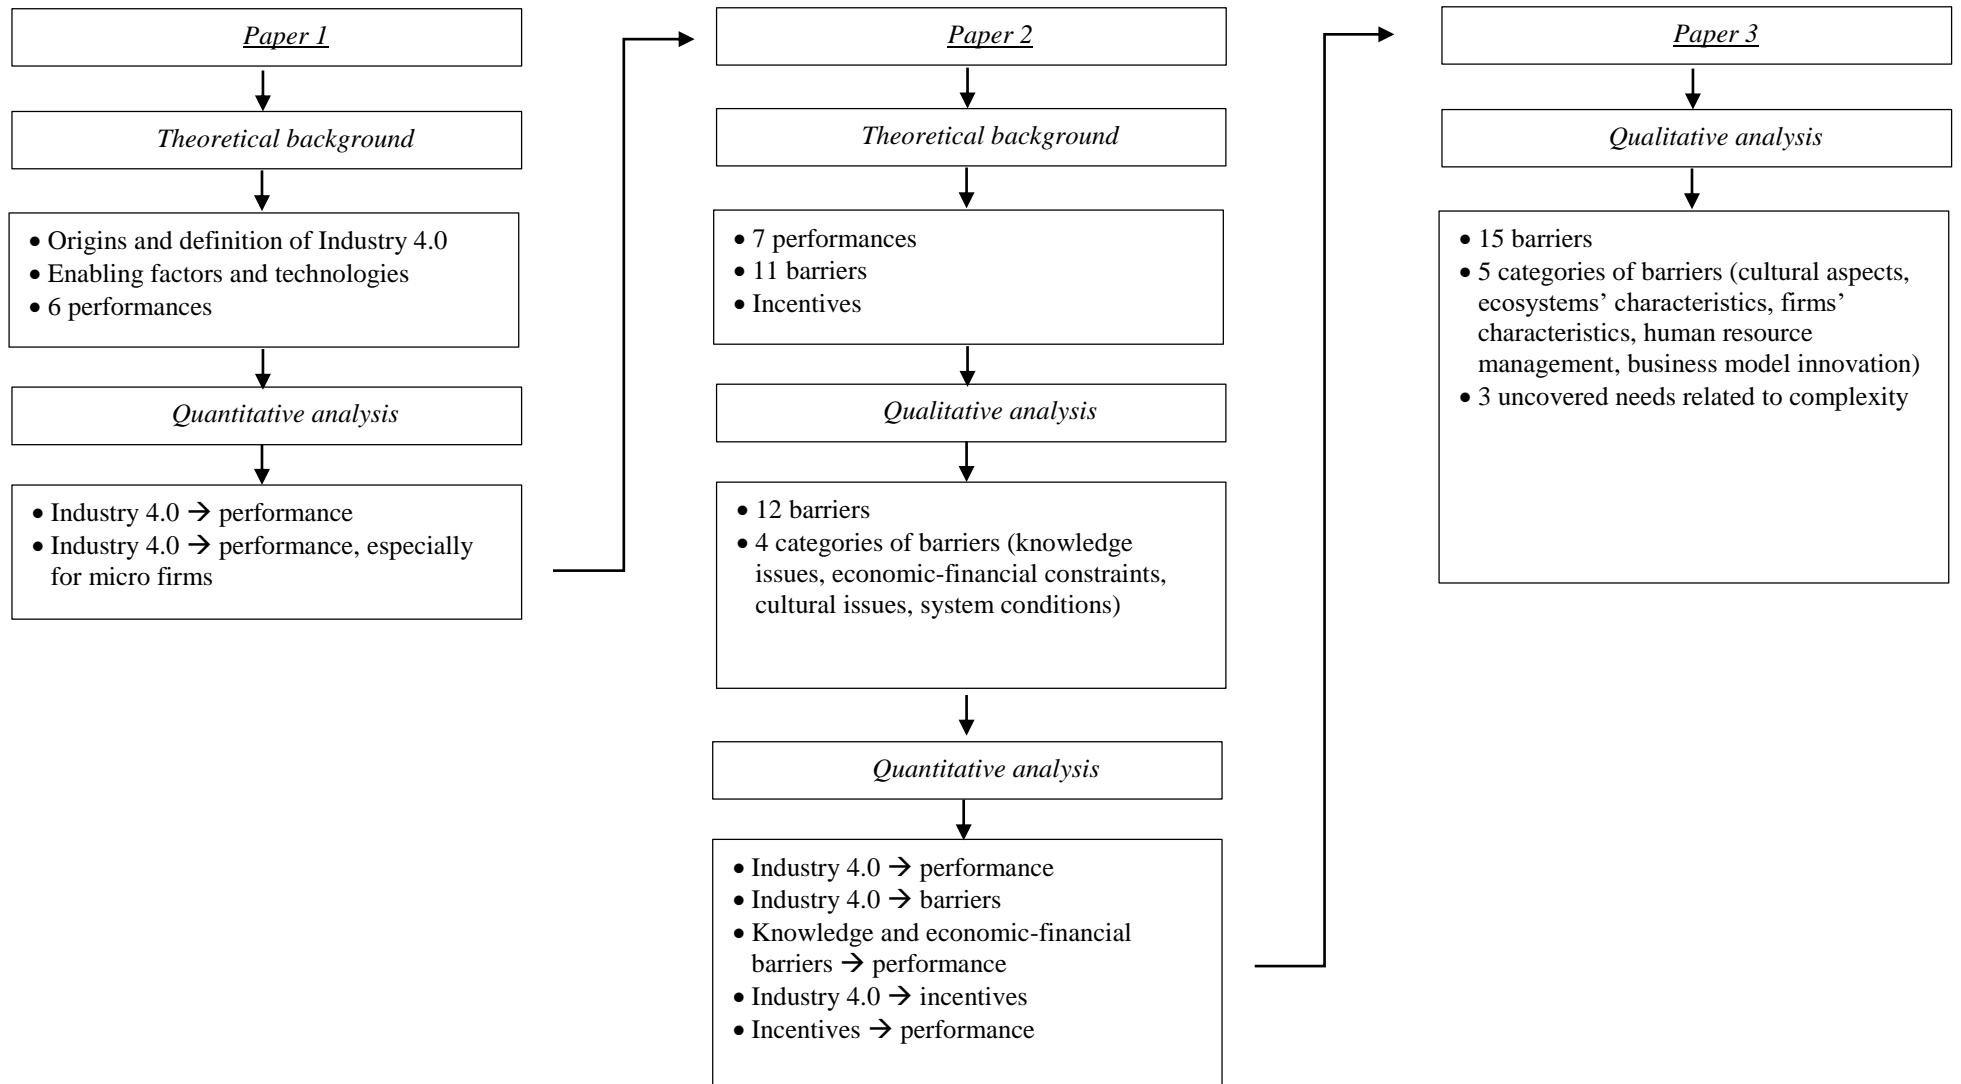 Paper 1
Theoretical background
• Origins and definition of Industry 4.0
• Enabling factors and technologies
• 6 performances
Quantitative analysis
• Industry 4.0 → performance
• Industry 4.0 → performance, especially
for micro firms
Paper 2
Theoretical background
• 7 performances
• 11 barriers
• Incentives
Qualitative analysis
• 12 barriers
• 4 categories of barriers (knowledge
issues, economic-financial constraints,
cultural issues, system conditions)
Quantitative analysis
• Industry 4.0 → performance
• Industry 4.0 → barriers
• Knowledge and economic-financial
barriers → performance
• Industry 4.0 → incentives
• Incentives → performance
Paper 3
Qualitative analysis
• 15 barriers
• 5 categories of barriers (cultural aspects,
ecosystems’ characteristics, firms’
characteristics, human resource
management, business model innovation)
• 3 uncovered needs related to complexity